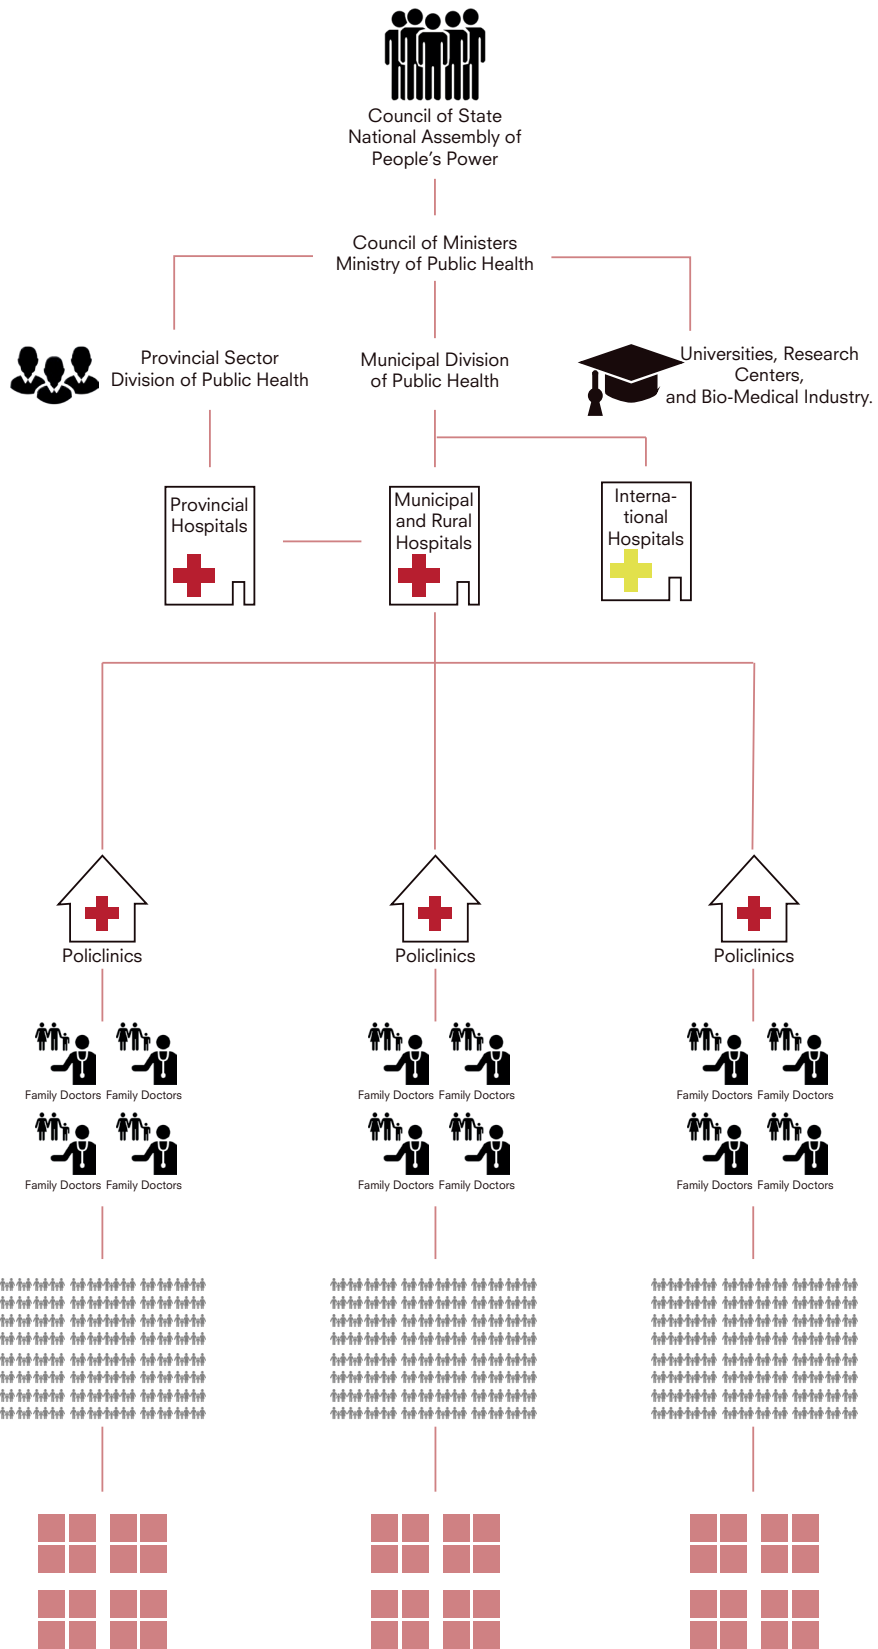 Council of State
National Assembly of
People's Power
Council of Ministers
Ministry of Public Health
Provincial Sector
Division of Public Health
Municipal Division
of Public Health
Universities, Research
Centers,
and Bio-Medical Industry.
Provincial
Hospitals
Municipal
and Rural
Hospitals
Interna-
tional
Hospitals
Policlinics
Policlinics
Policlinics
Family Doctors Family Doctors
Family Doctors Family Doctors
Family Doctors Family Doctors
Family Doctors Family Doctors
Family Doctors Family Doctors
Family Doctors Family Doctors